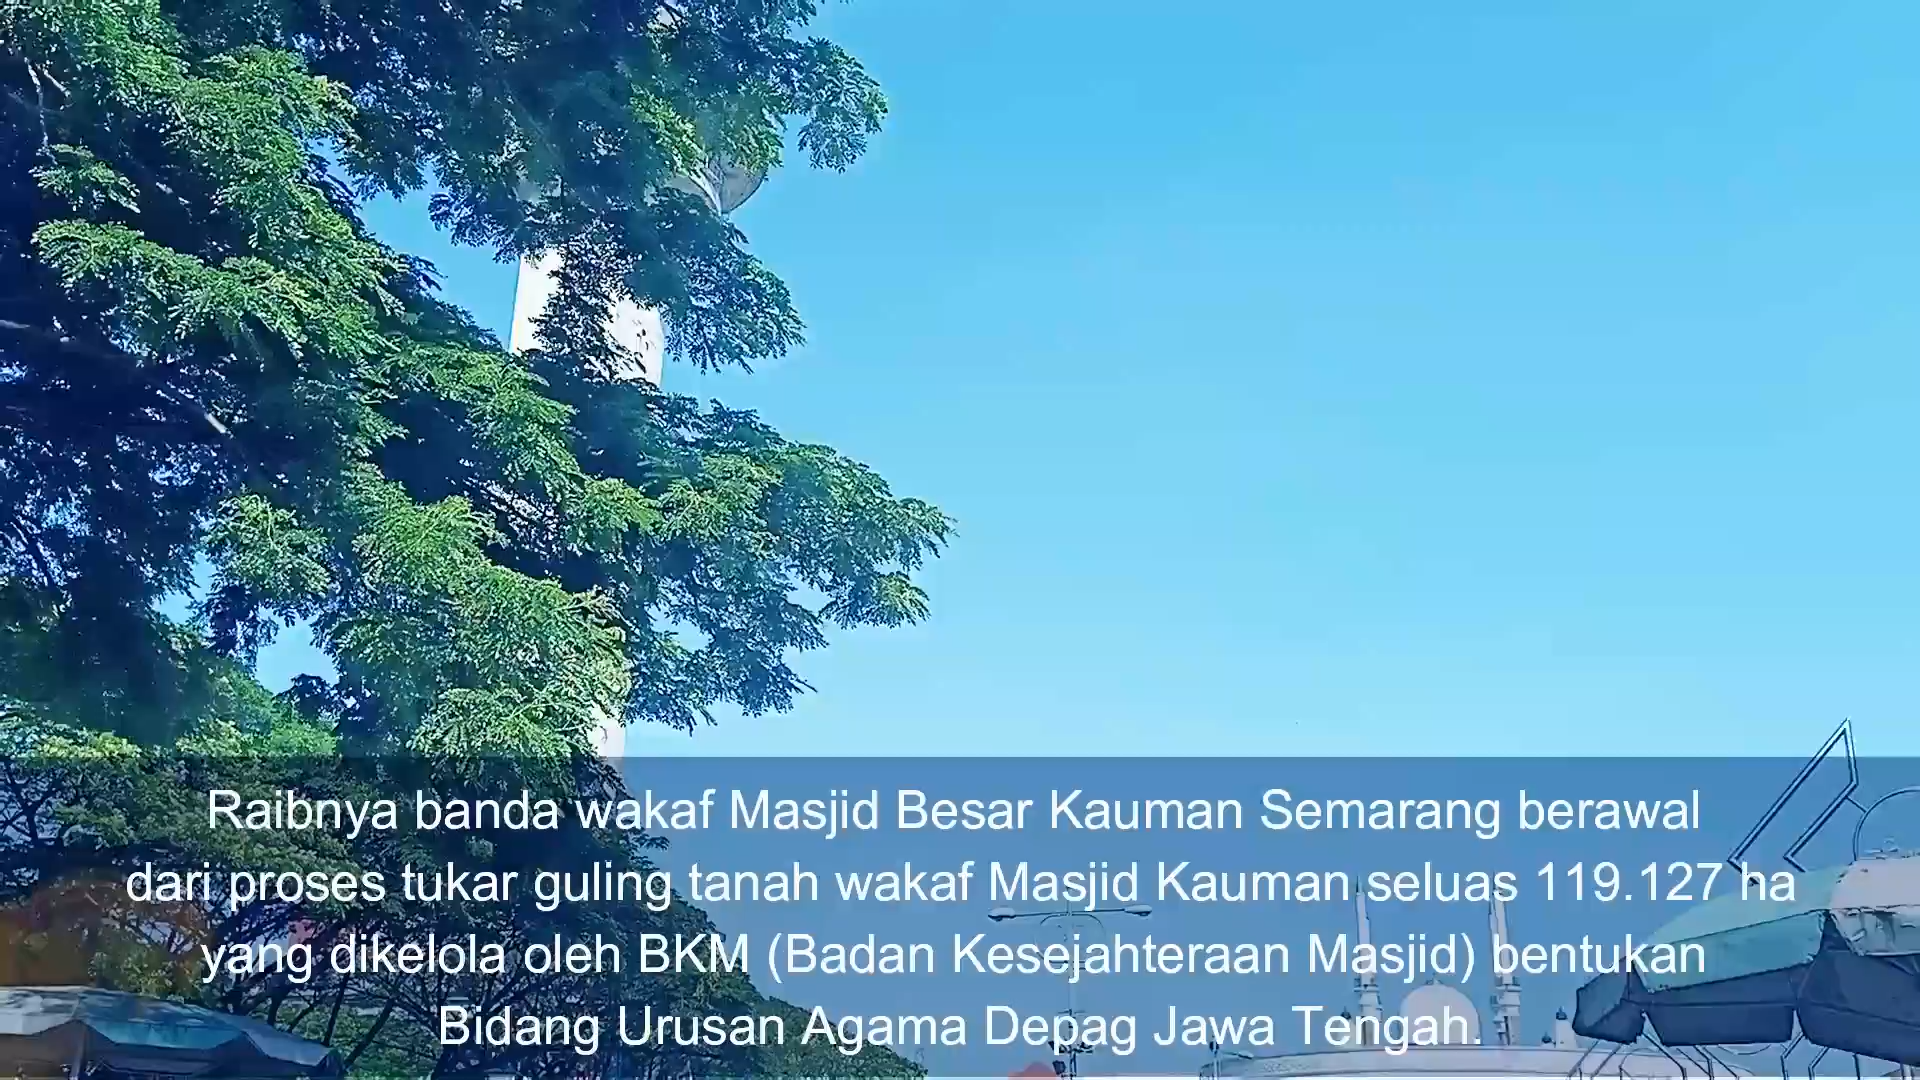 Raibnya banda wakaf Masjid Besar Kauman Semarang berawal
dari proses tukar guling tanah wakaf Masjid Kauman seluas 119.127 ha
yang dikelola oleh BKM (Badan Kesejahteraan Masjid) bentukan
Bidang Urusan Agama Depag Jawa Tengah.